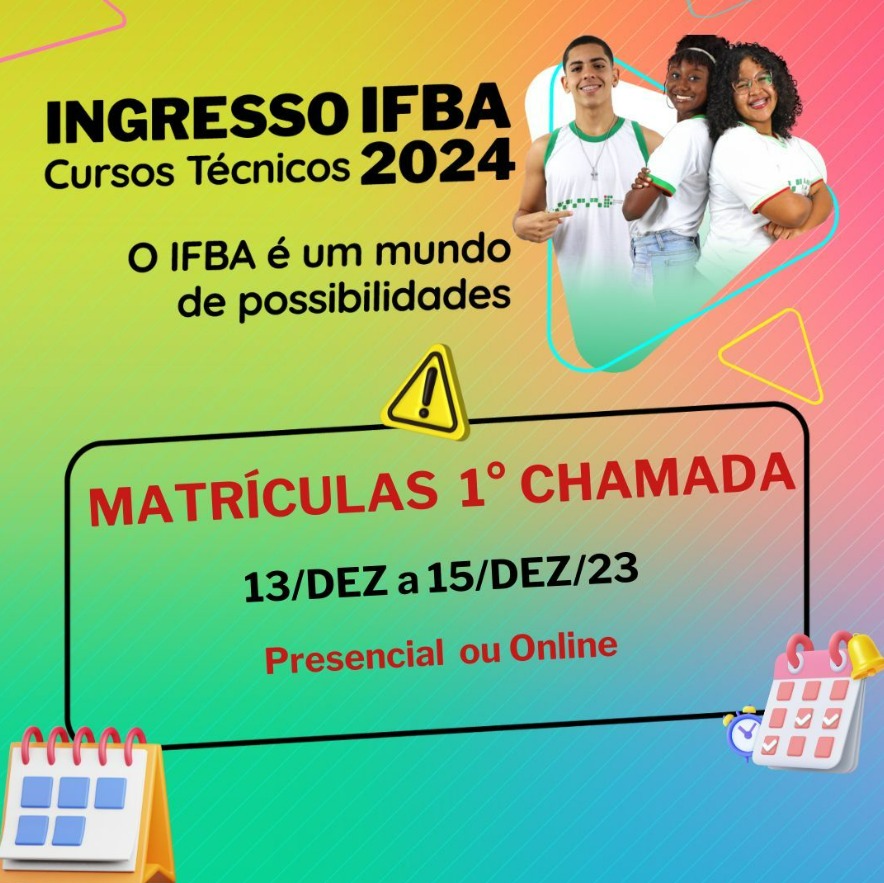 INGRESSO IFBA
Cursos Técnicos 2024
O IFBA é um mundo
de possibilidades
MATRÍCULAS 1° CHAMADA
13/DEZ a 15/DEZ/23
Presencial ou Online